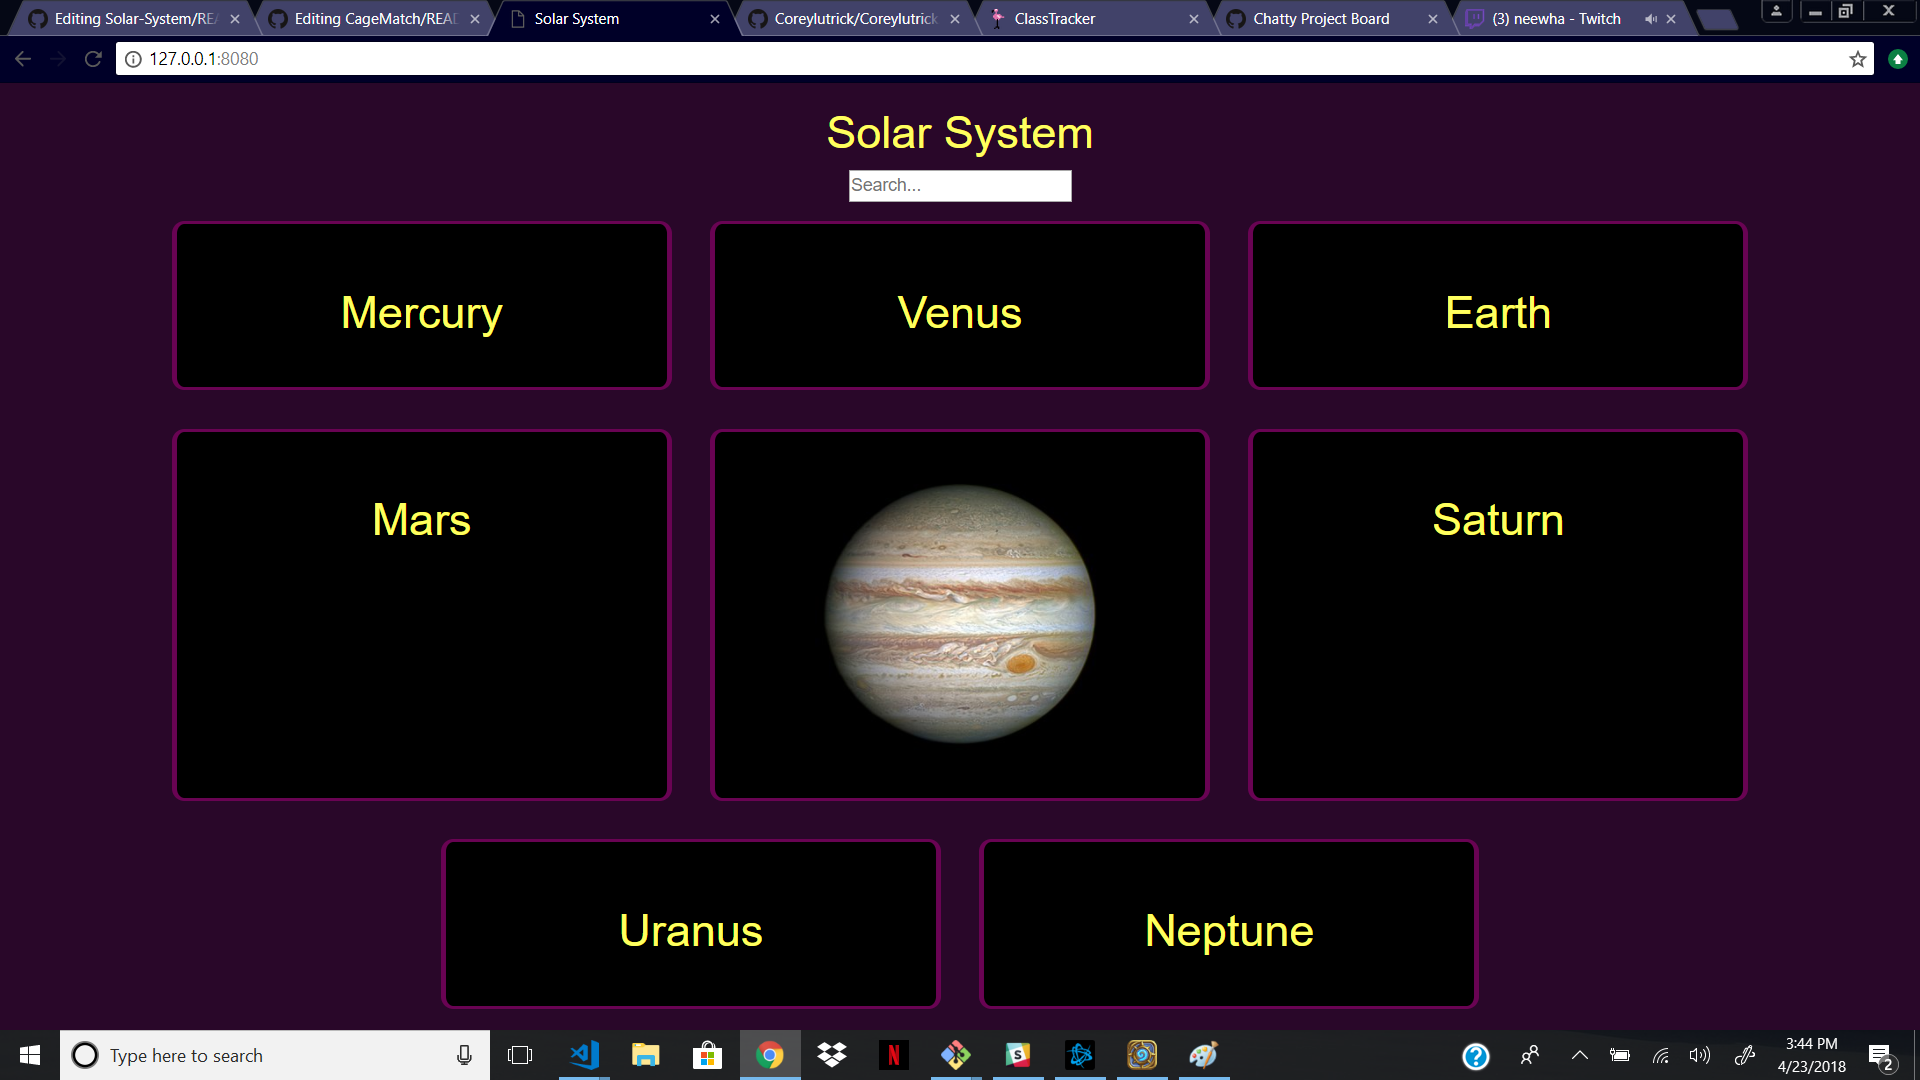 Editing Solar-System/REA
Editing CageMatch/READ
Solar System
Coreylutrick/Coreylutrick
ClassTracker
Chatty Project Board
(3) neewha - Twitch
127.0.0.1:8080
Solar System
Search...
Mercury
Venus
Earth
Mars
Saturn
Uranus
Neptune
Type here to search
N
S
?
3:44 PM
4/23/2018
2